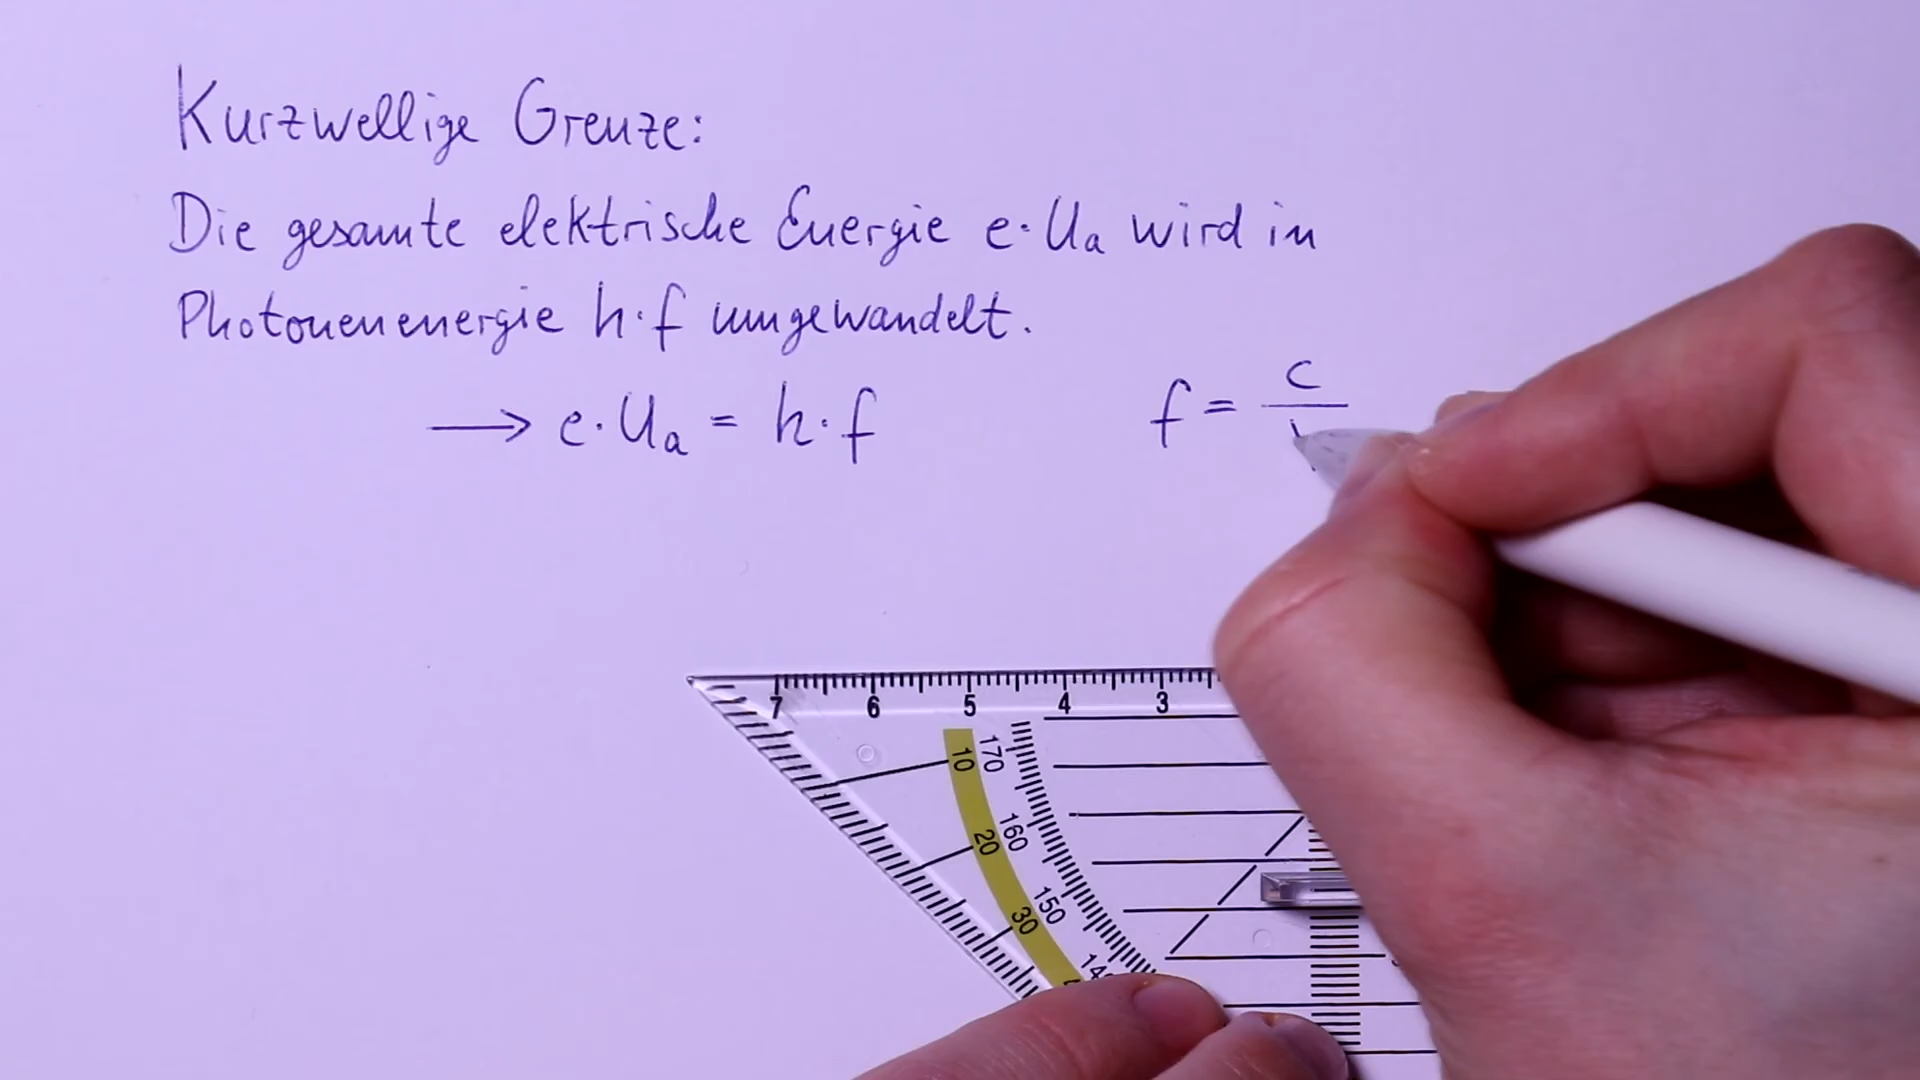 Kurzwellige Grenze:
Die gesamte elektrische Energie e·Ua wird in
Photonenenergie h·f umgewandelt.
→ e·Ua = h·f
f = c
7 6 5 4 3
10 170
20 160
30 150